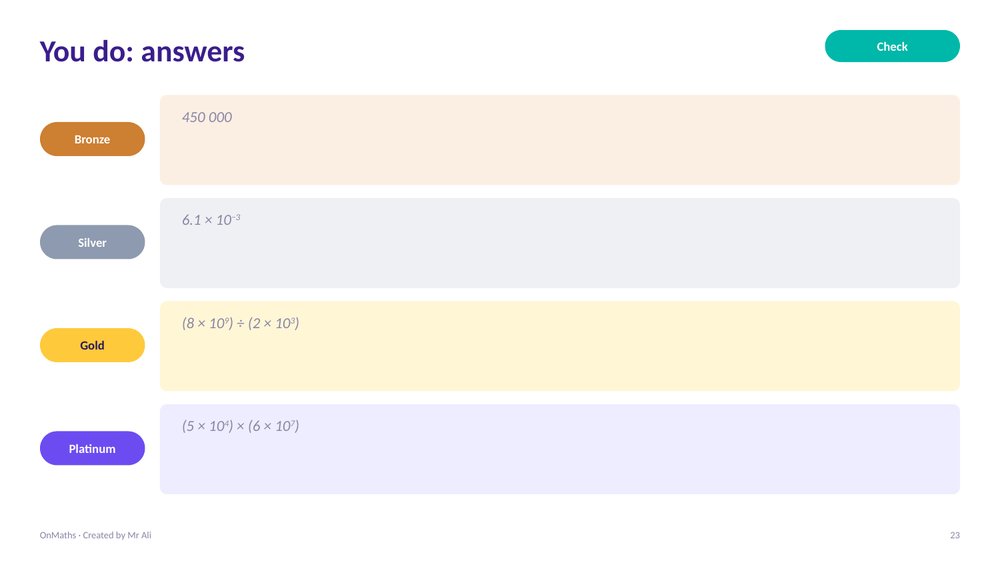 You do: answers
Check
Bronze
450 000
Silver
6.1 × 10⁻³
Gold
(8 × 10⁹) ÷ (2 × 10³)
Platinum
(5 × 10⁴) × (6 × 10⁷)
OnMaths · Created by Mr Ali
23